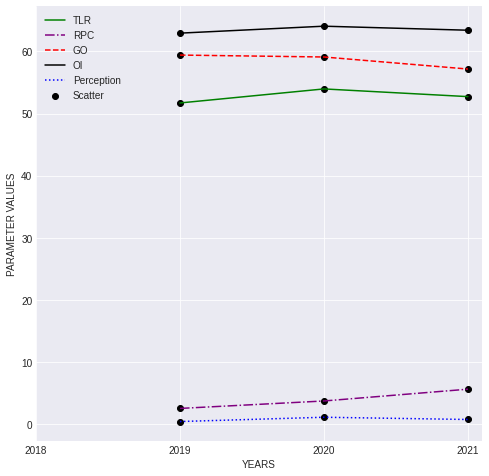 TLR
RPC
GO
OI
Perception
Scatter
60
50
40
30
20
10
0
PARAMETER VALUES
2018 2019 2020 2021
YEARS